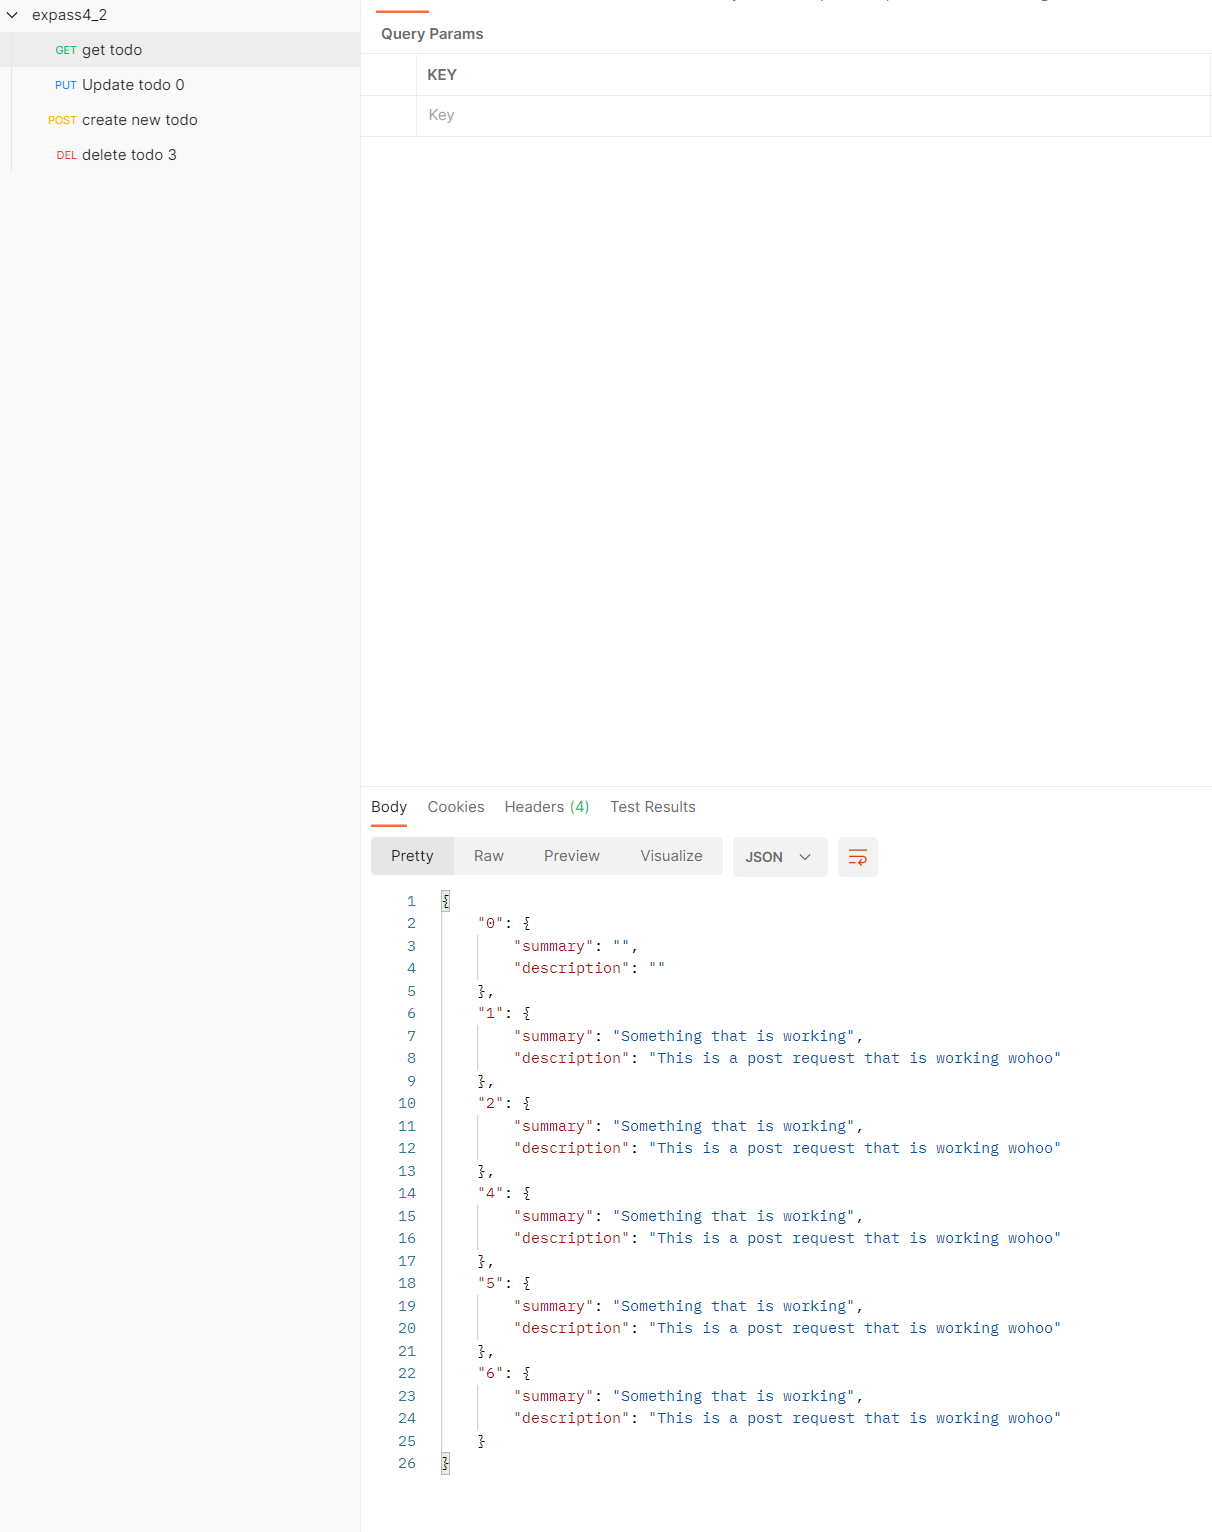 expass4_2
GET get todo
PUT Update todo 0
POST create new todo
DEL delete todo 3
Query Params
KEY
Key
Body Cookies Headers (4) Test Results
Pretty Raw Preview Visualize JSON
1 {
2 "0": {
3 "summary": "",
4 "description": ""
5 },
6 "1": {
7 "summary": "Something that is working",
8 "description": "This is a post request that is working wohoo"
9 },
10 "2": {
11 "summary": "Something that is working",
12 "description": "This is a post request that is working wohoo"
13 },
14 "4": {
15 "summary": "Something that is working",
16 "description": "This is a post request that is working wohoo"
17 },
18 "5": {
19 "summary": "Something that is working",
20 "description": "This is a post request that is working wohoo"
21 },
22 "6": {
23 "summary": "Something that is working",
24 "description": "This is a post request that is working wohoo"
25 }
26 }